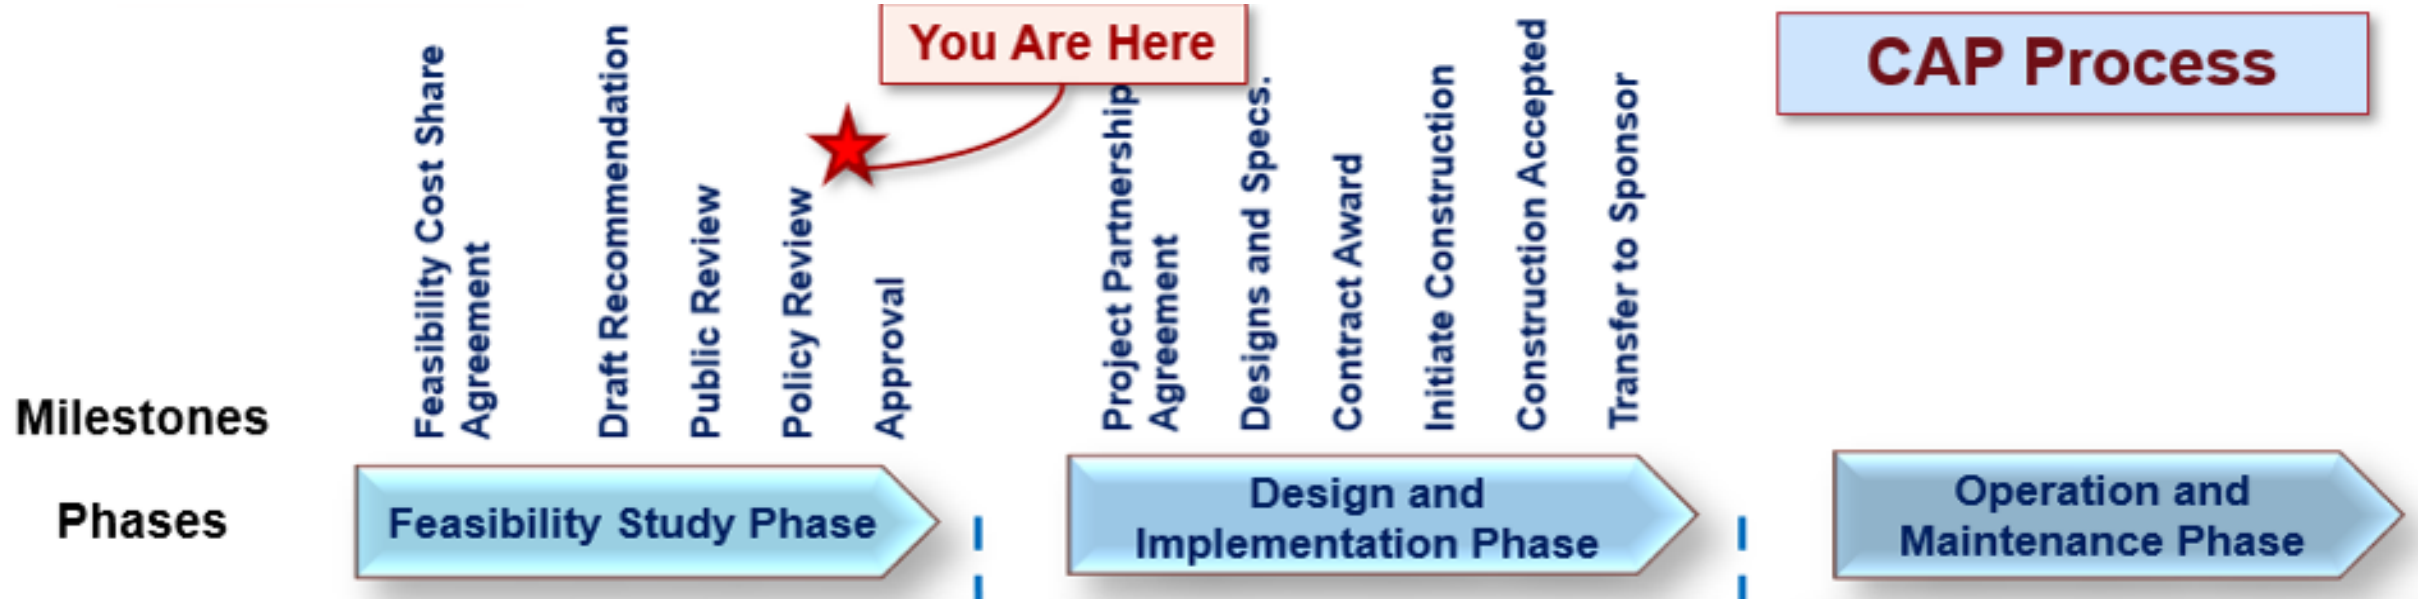 You Are Here
CAP Process
Milestones
Feasibility Cost Share
Agreement
Draft Recommendation
Public Review
Policy Review
Approval
Project Partnership
Agreement
Designs and Specs.
Contract Award
Initiate Construction
Construction Accepted
Transfer to Sponsor
Phases
Feasibility Study Phase
Design and
Implementation Phase
Operation and
Maintenance Phase